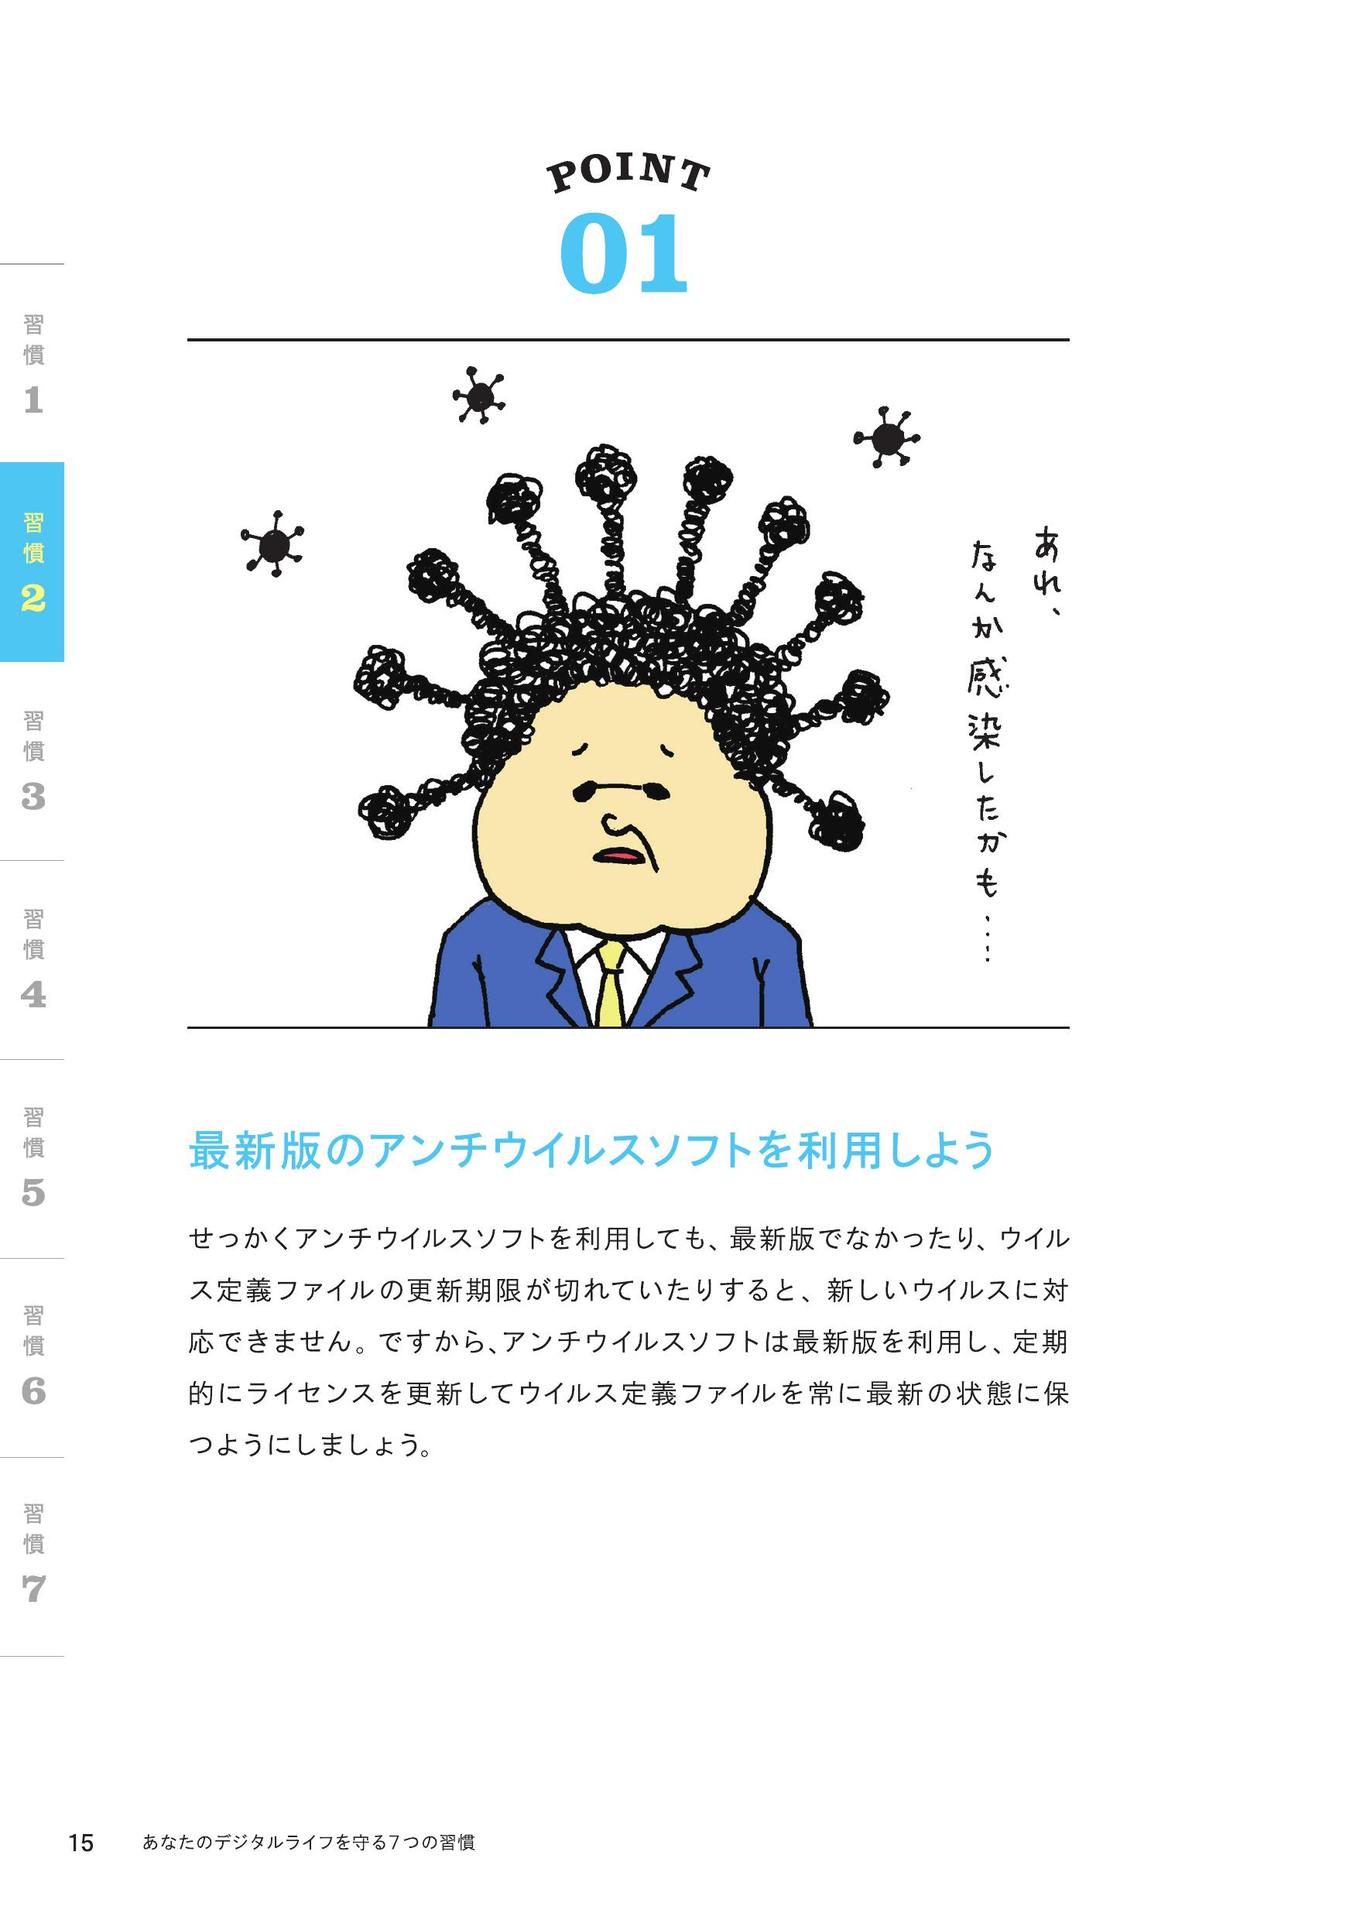 POINT
01
習慣1
習慣2
習慣3
習慣4
習慣5
習慣6
習慣7
あれ、
なんか感染したかも……
最新版のアンチウイルスソフトを利用しよう
せっかくアンチウイルスソフトを利用しても、最新版でなかったり、ウイル
ス定義ファイルの更新期限が切れていたりすると、新しいウイルスに対
応できません。ですから、アンチウイルスソフトは最新版を利用し、定期
的にライセンスを更新してウイルス定義ファイルを常に最新の状態に保
つようにしましょう。
15 あなたのデジタルライフを守る7つの習慣